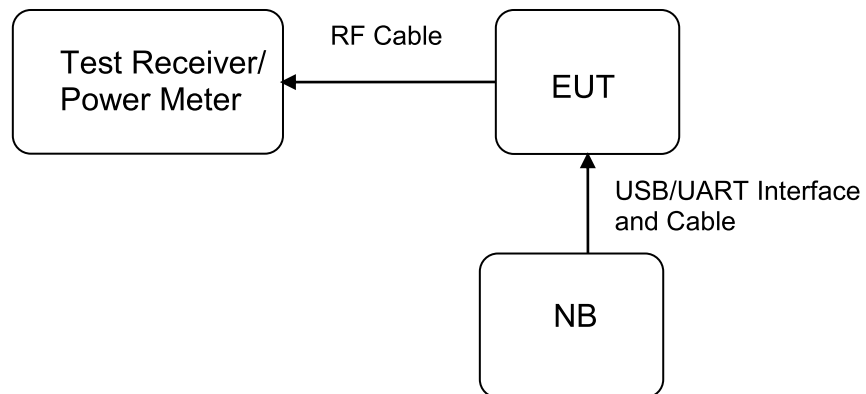 Test Receiver/
Power Meter
RF Cable
EUT
USB/UART Interface
and Cable
NB